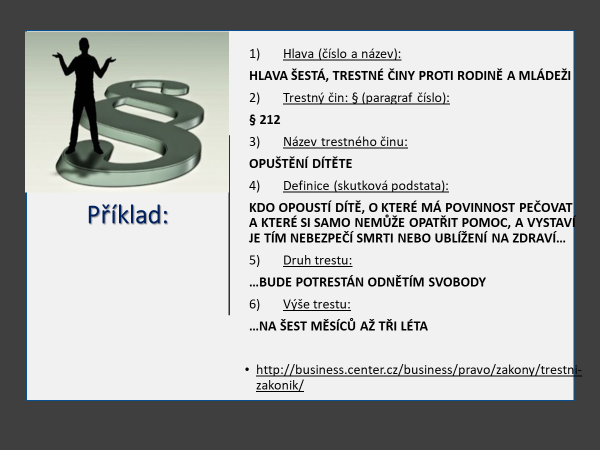 Příklad:
1) Hlava (číslo a název):
HLAVA ŠESTÁ, TRESTNÉ ČINY PROTI RODINĚ A MLÁDEŽI
2) Trestný čin: § (paragraf číslo):
§ 212
3) Název trestného činu:
OPUŠTĚNÍ DÍTĚTE
4) Definice (skutková podstata):
KDO OPOUSTÍ DÍTĚ, O KTERÉ MÁ POVINNOST PEČOVAT
A KTERÉ SI SAMO NEMŮŽE OPATŘIT POMOC, A VYSTAVÍ
JE TÍM NEBEZPEČÍ SMRTI NEBO UBLÍŽENÍ NA ZDRAVÍ…
5) Druh trestu:
…BUDE POTRESTÁN ODNĚTÍM SVOBODY
6) Výše trestu:
…NA ŠEST MĚSÍCŮ AŽ TŘI LÉTA
• http://business.center.cz/business/pravo/zakony/trestni-
zakonik/